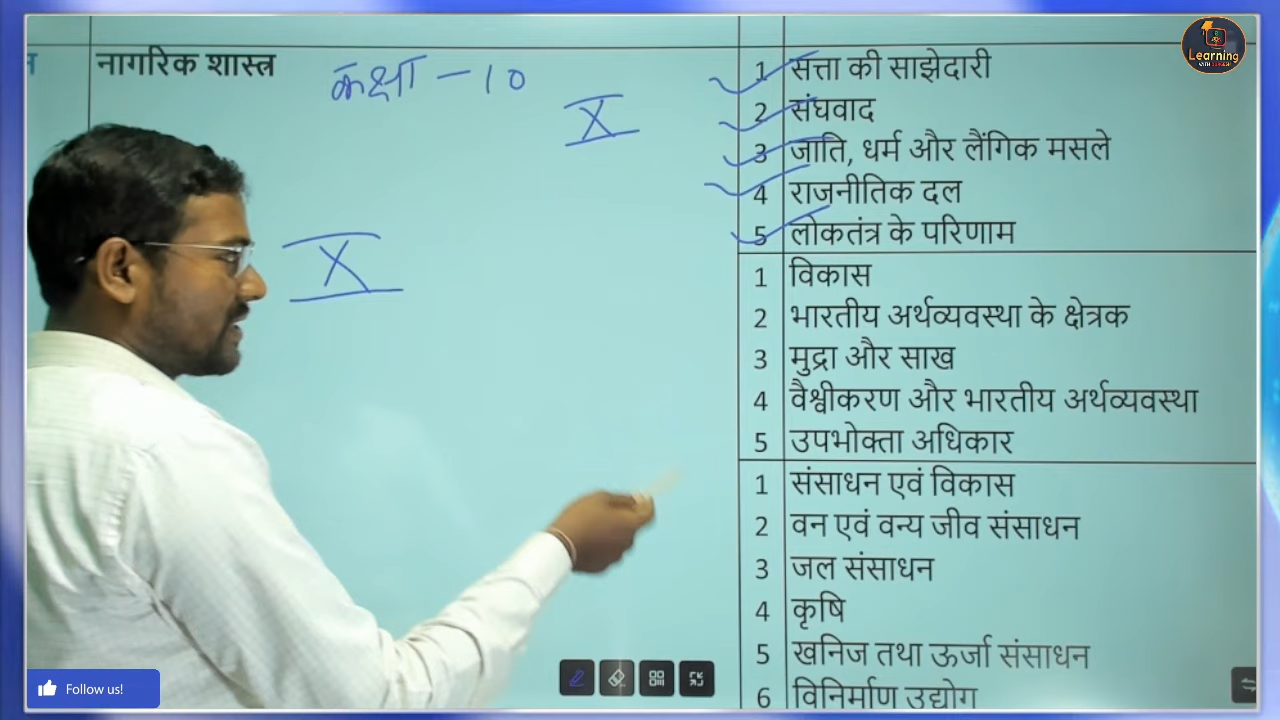 Learning
नागरिक शास्त्र
कक्षा - 10
X
X
1 सत्ता की साझेदारी
2 संघवाद
3 जाति, धर्म और लैंगिक मसले
4 राजनीतिक दल
5 लोकतंत्र के परिणाम
1 विकास
2 भारतीय अर्थव्यवस्था के क्षेत्रक
3 मुद्रा और साख
4 वैश्वीकरण और भारतीय अर्थव्यवस्था
5 उपभोक्ता अधिकार
1 संसाधन एवं विकास
2 वन एवं वन्य जीव संसाधन
3 जल संसाधन
4 कृषि
5 खनिज तथा ऊर्जा संसाधन
6 विनिर्माण उद्योग
Follow us!